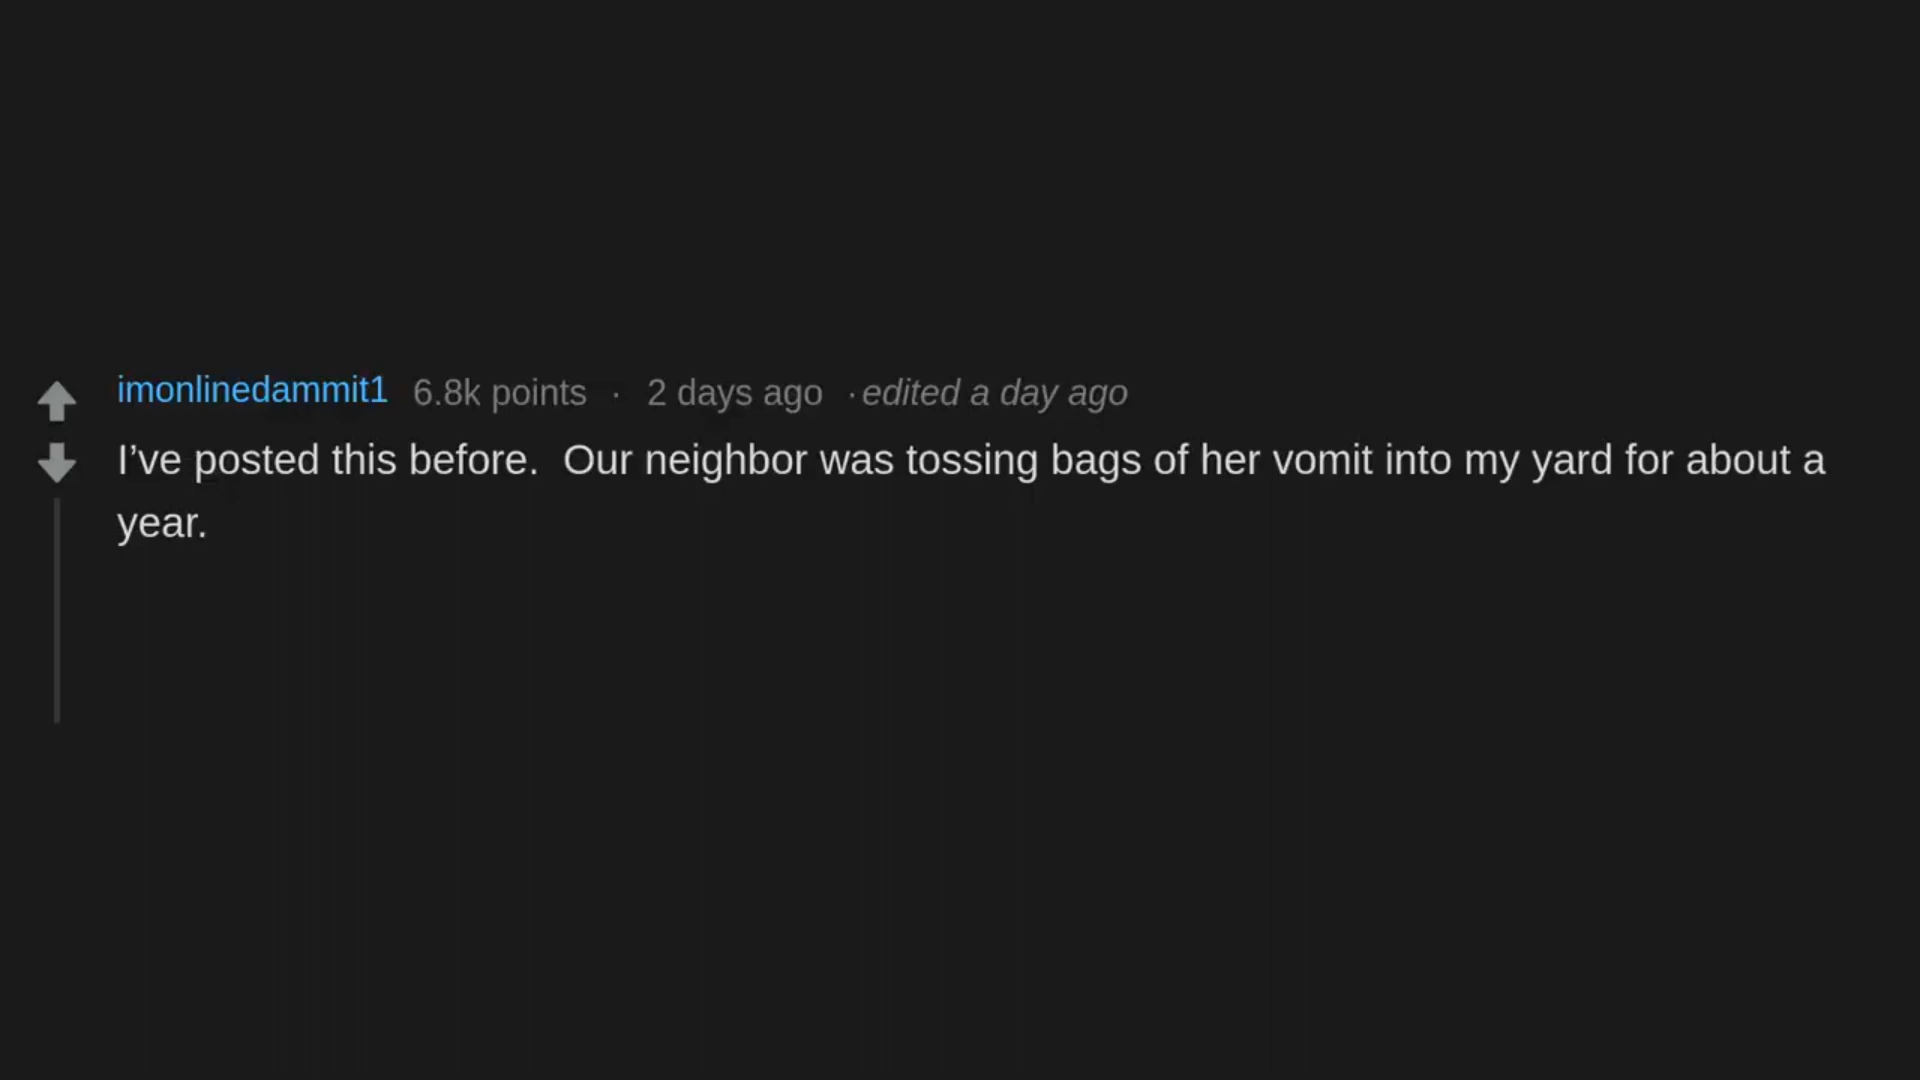 imonlinedammit1 6.8k points · 2 days ago · edited a day ago
I’ve posted this before.  Our neighbor was tossing bags of her vomit into my yard for about a
year.